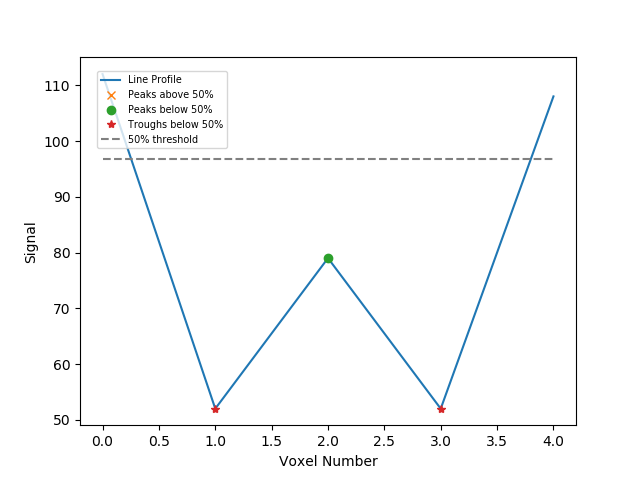 Line Profile
Peaks above 50%
Peaks below 50%
Troughs below 50%
50% threshold
110
100
90
80
70
60
50
Signal
0.0 0.5 1.0 1.5 2.0 2.5 3.0 3.5 4.0
Voxel Number